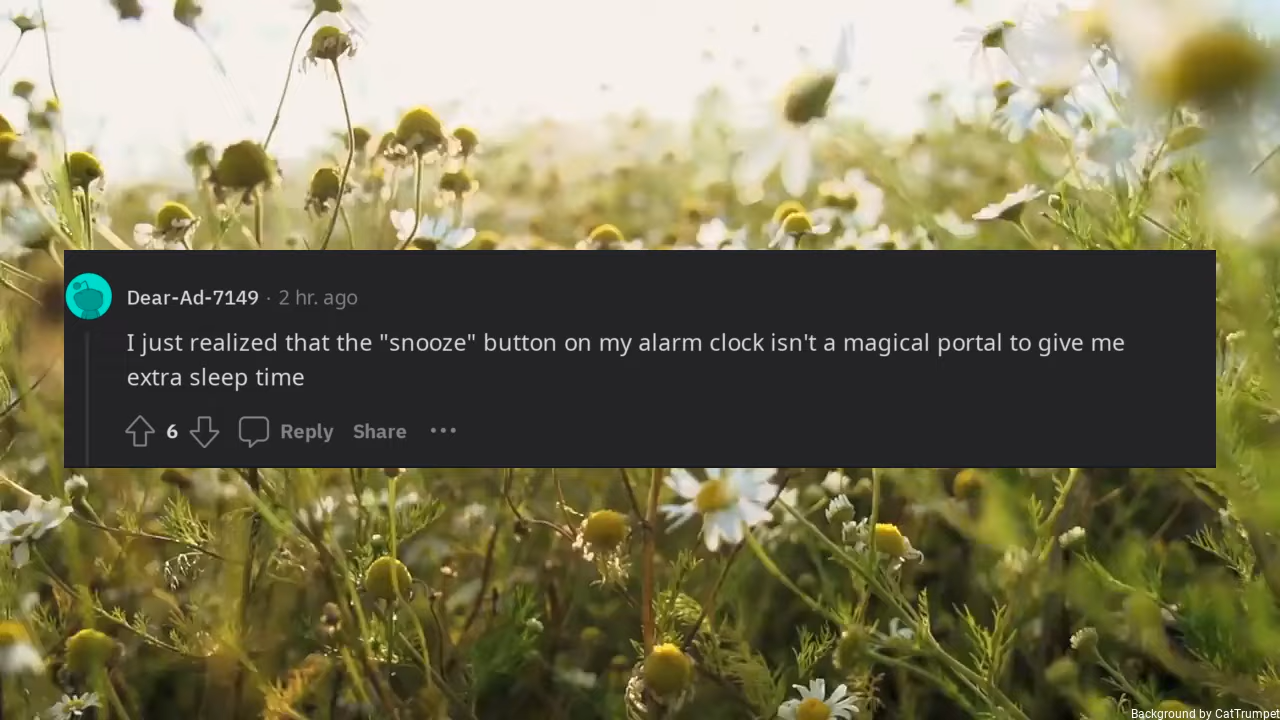 Dear-Ad-7149 · 2 hr. ago
I just realized that the "snooze" button on my alarm clock isn't a magical portal to give me
extra sleep time
6 Reply Share •••
Background by CatTrumpet